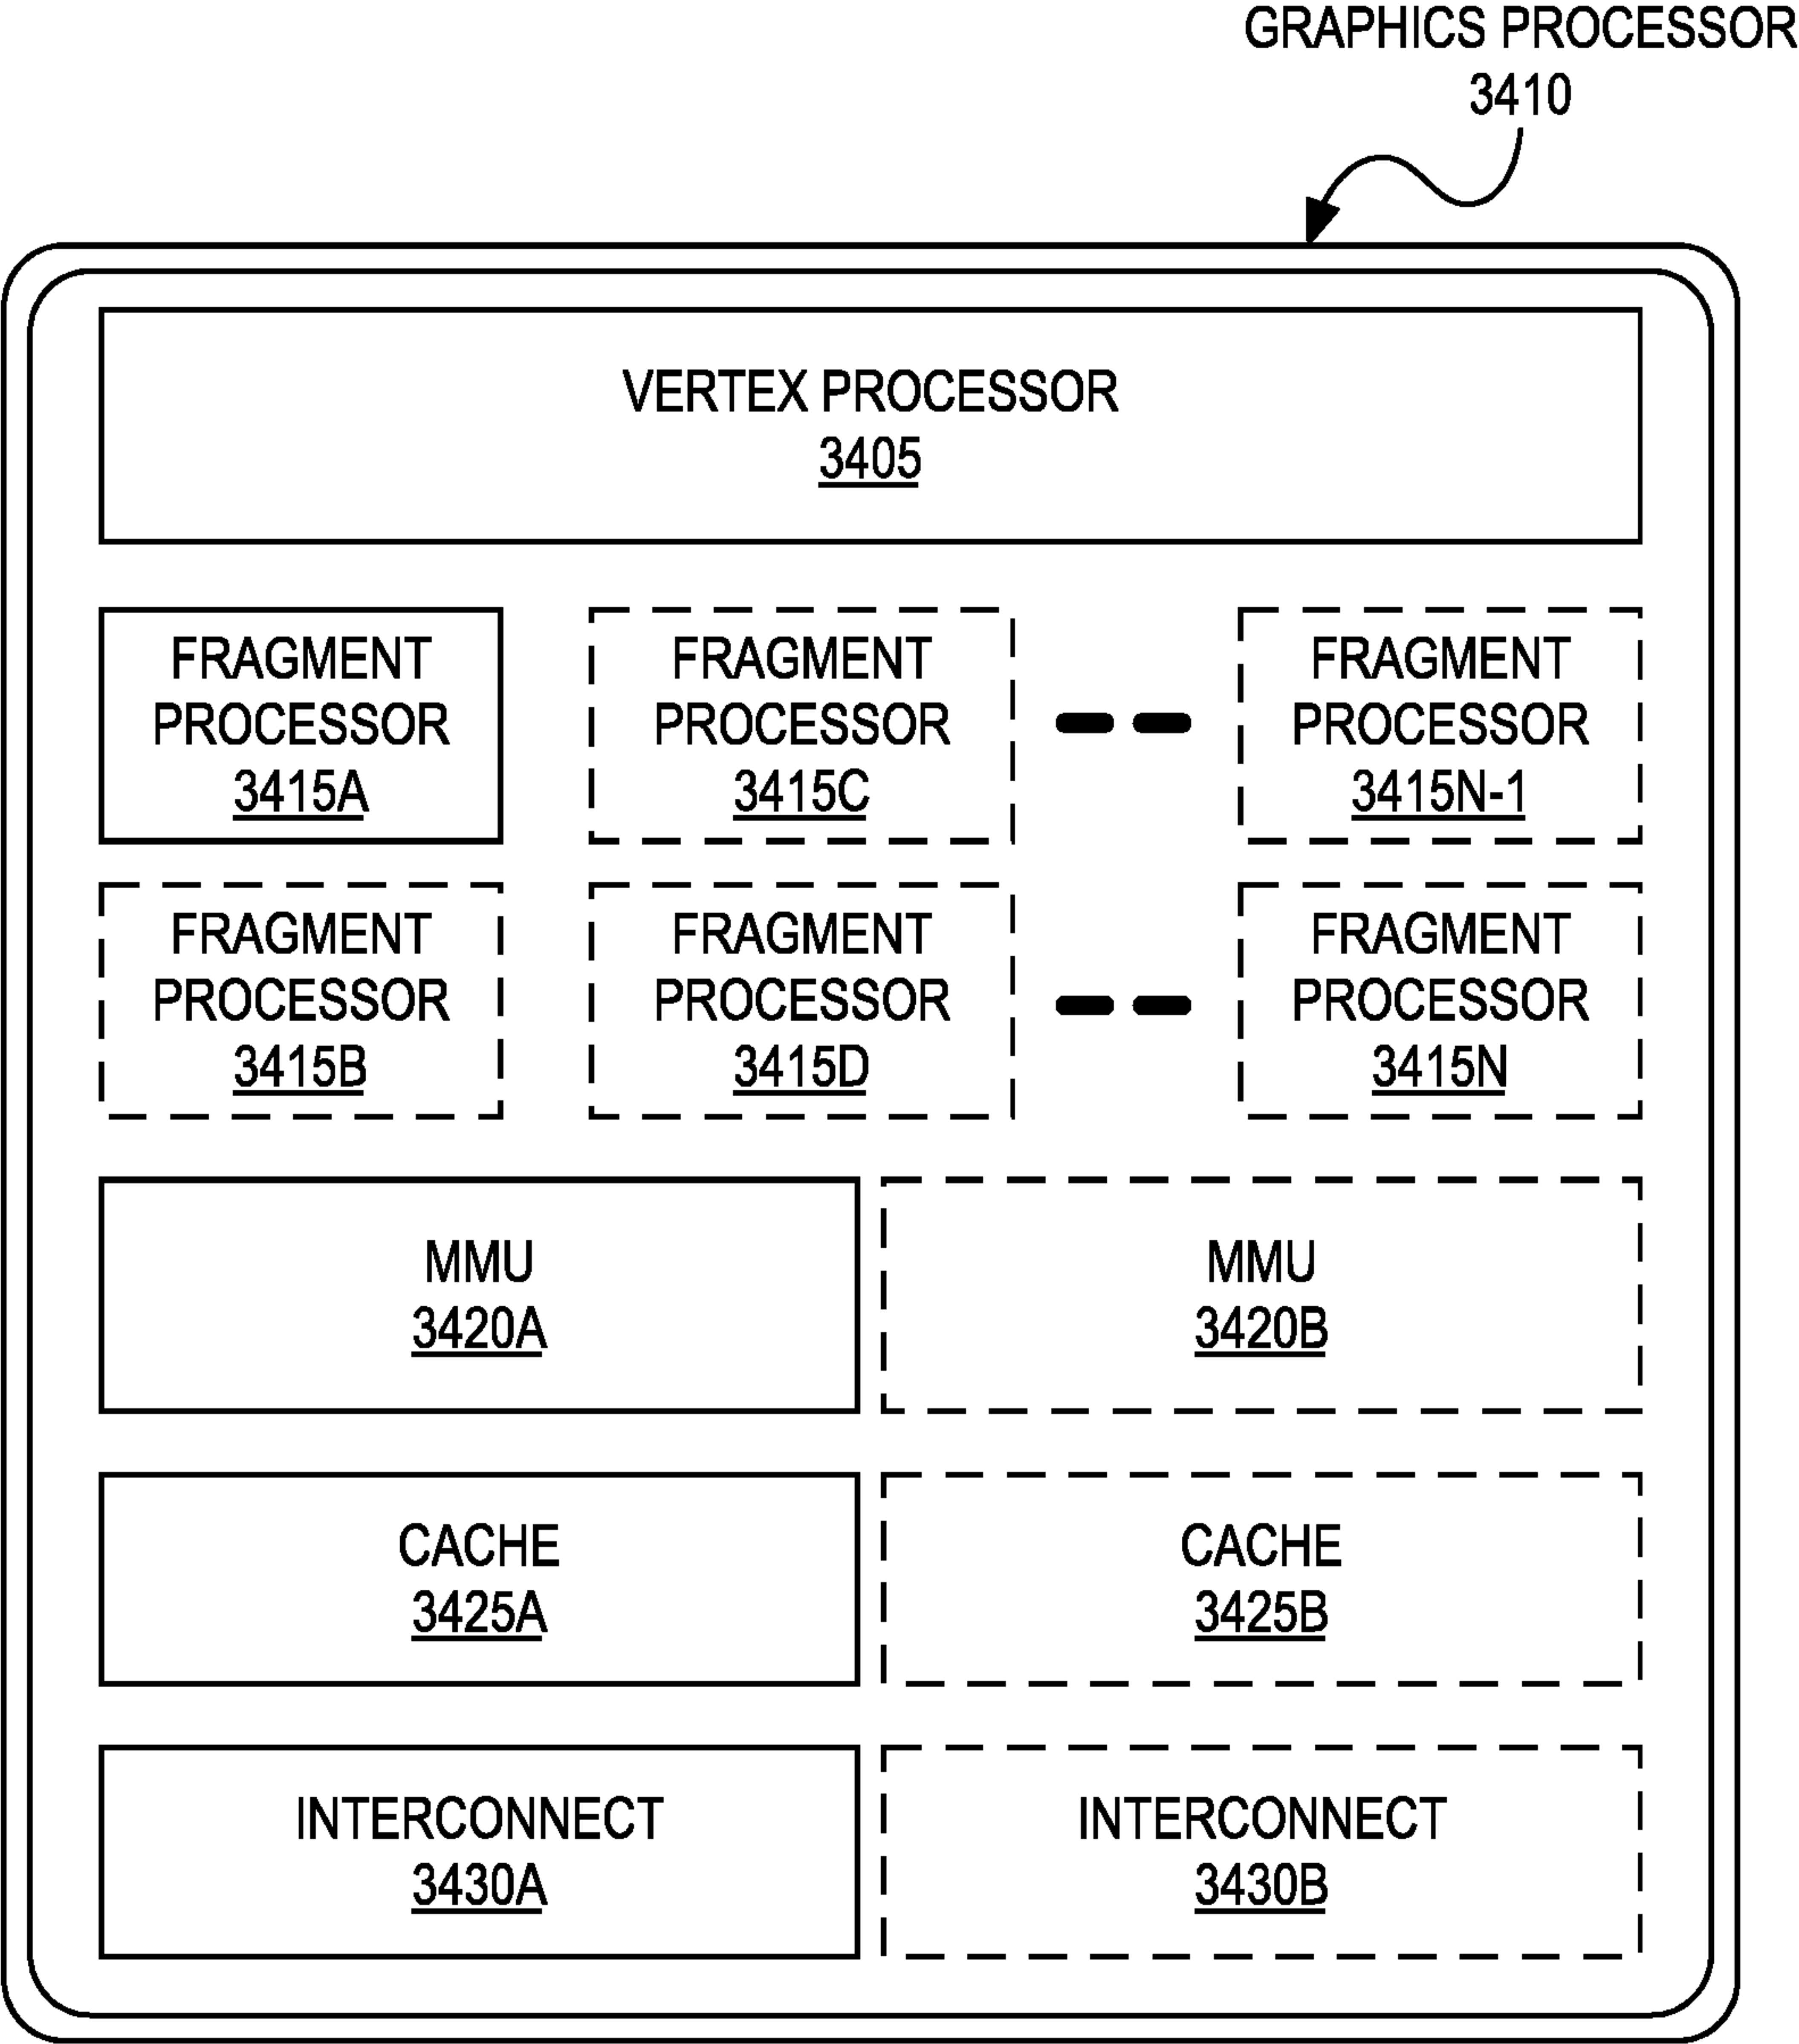 GRAPHICS PROCESSOR
3410
VERTEX PROCESSOR
3405
FRAGMENT
PROCESSOR
3415A
FRAGMENT
PROCESSOR
3415C
FRAGMENT
PROCESSOR
3415N-1
FRAGMENT
PROCESSOR
3415B
FRAGMENT
PROCESSOR
3415D
FRAGMENT
PROCESSOR
3415N
MMU
3420A
MMU
3420B
CACHE
3425A
CACHE
3425B
INTERCONNECT
3430A
INTERCONNECT
3430B